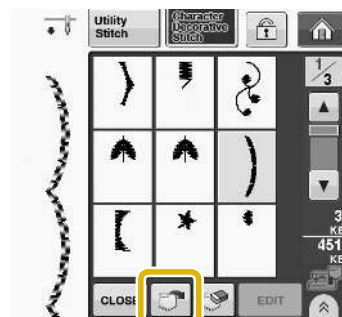 Utility
Stitch
Character
Decorative
Stitch
1/3
3
KB
451
KB
CLOSE
EDIT